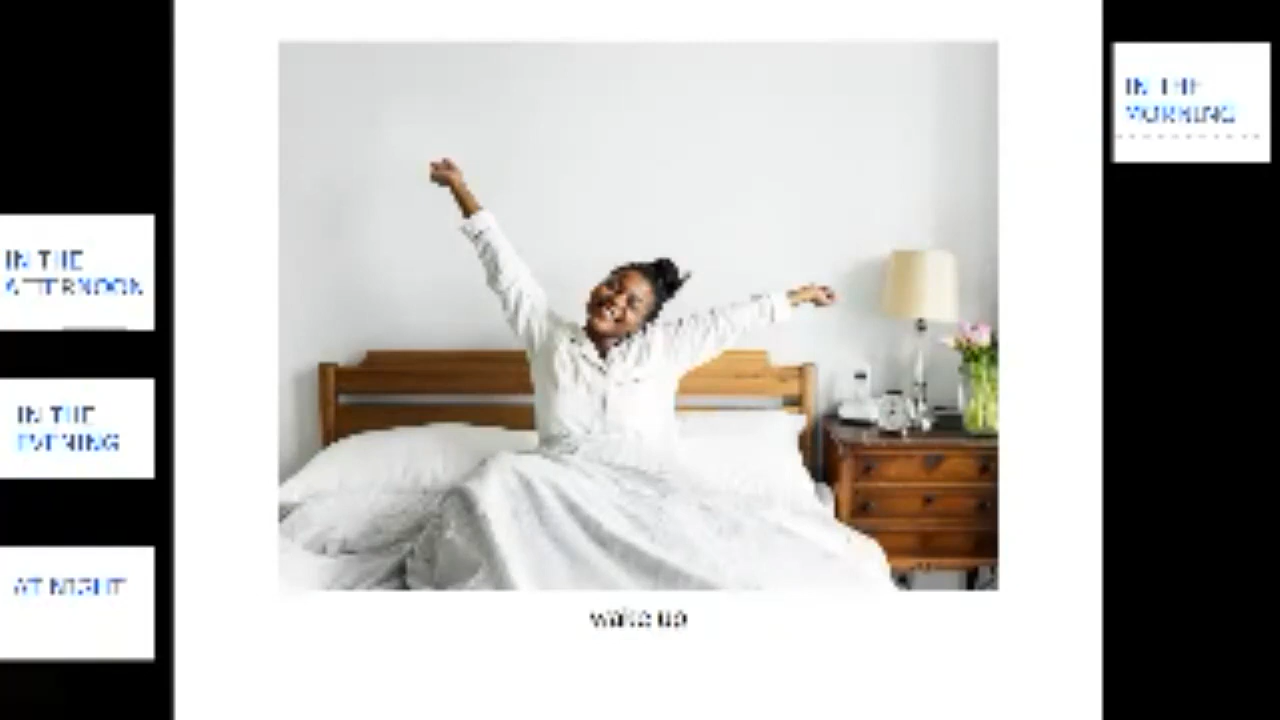 IN THE
AFTERNOON
IN THE
EVENING
AT NIGHT
wake up
IN THE
MORNING